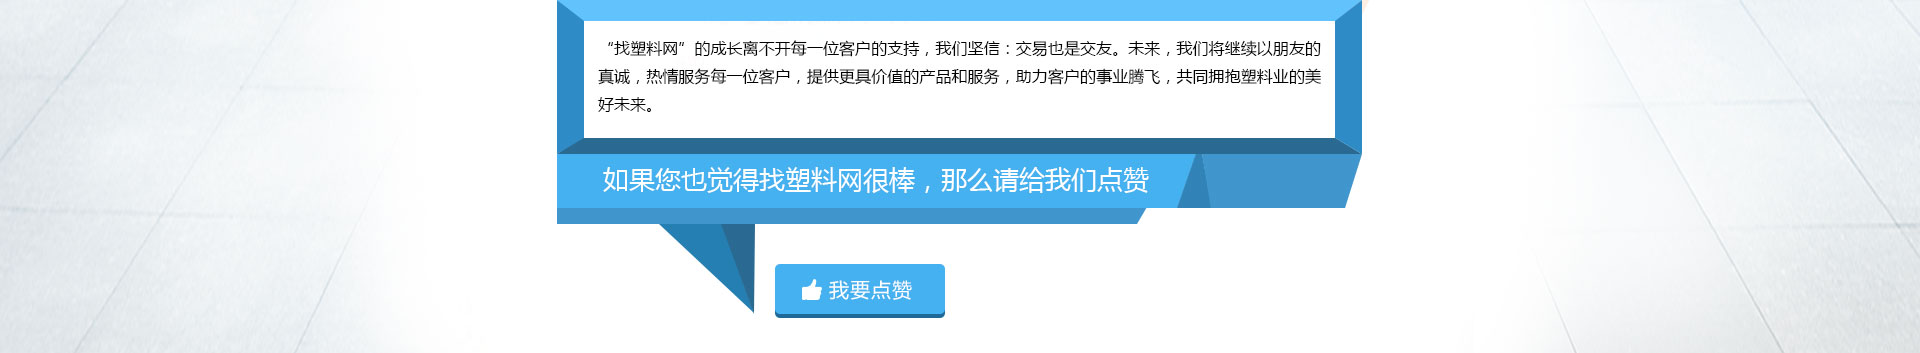 “找塑料网”的成长离不开每一位客户的支持，我们坚信：交易也是交友。未来，我们将继续以朋友的
真诚，热情服务每一位客户，提供更具价值的产品和服务，助力客户的事业腾飞，共同拥抱塑料业的美
好未来。
如果您也觉得找塑料网很棒，那么请给我们点赞
我要点赞